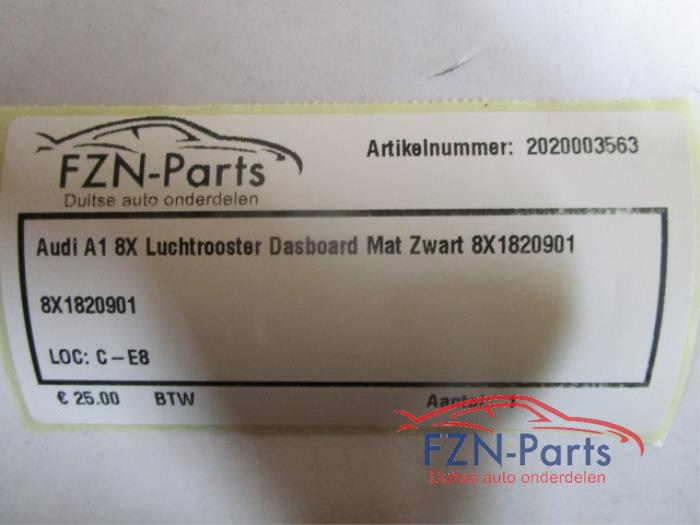 FZN-Parts
Duitse auto onderdelen
Artikelnummer: 2020003563
Audi A1 8X Luchtrooster Dasboard Mat Zwart 8X1820901
8X1820901
LOC: C-E8
€ 25.00 BTW
FZN-Parts
Duitse auto onderdelen